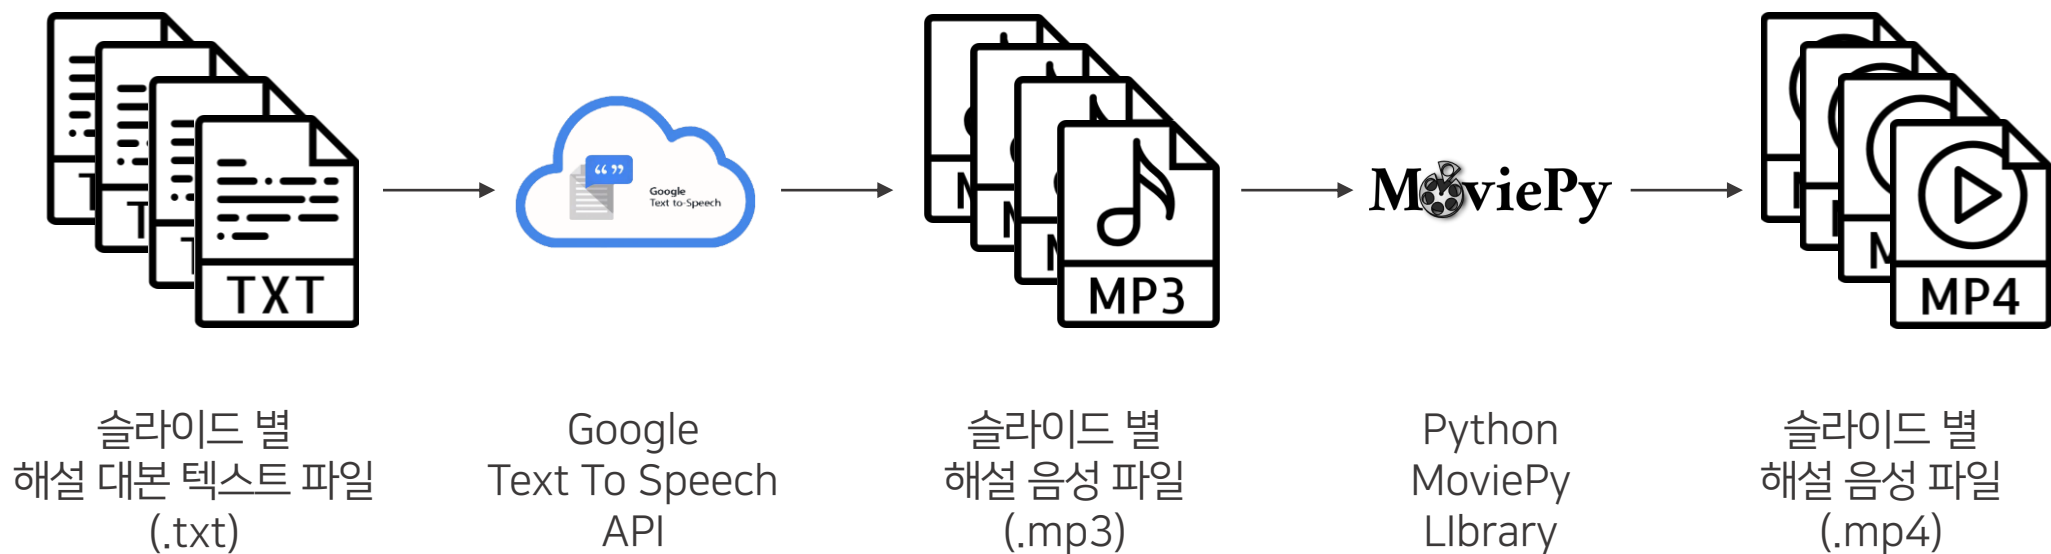 TXT
“ ”
Google
Text to-Speech
MP3
MoviePy
MP4
슬라이드 별
해설 대본 텍스트 파일
(.txt)
Google
Text To Speech
API
슬라이드 별
해설 음성 파일
(.mp3)
Python
MoviePy
LIbrary
슬라이드 별
해설 음성 파일
(.mp4)